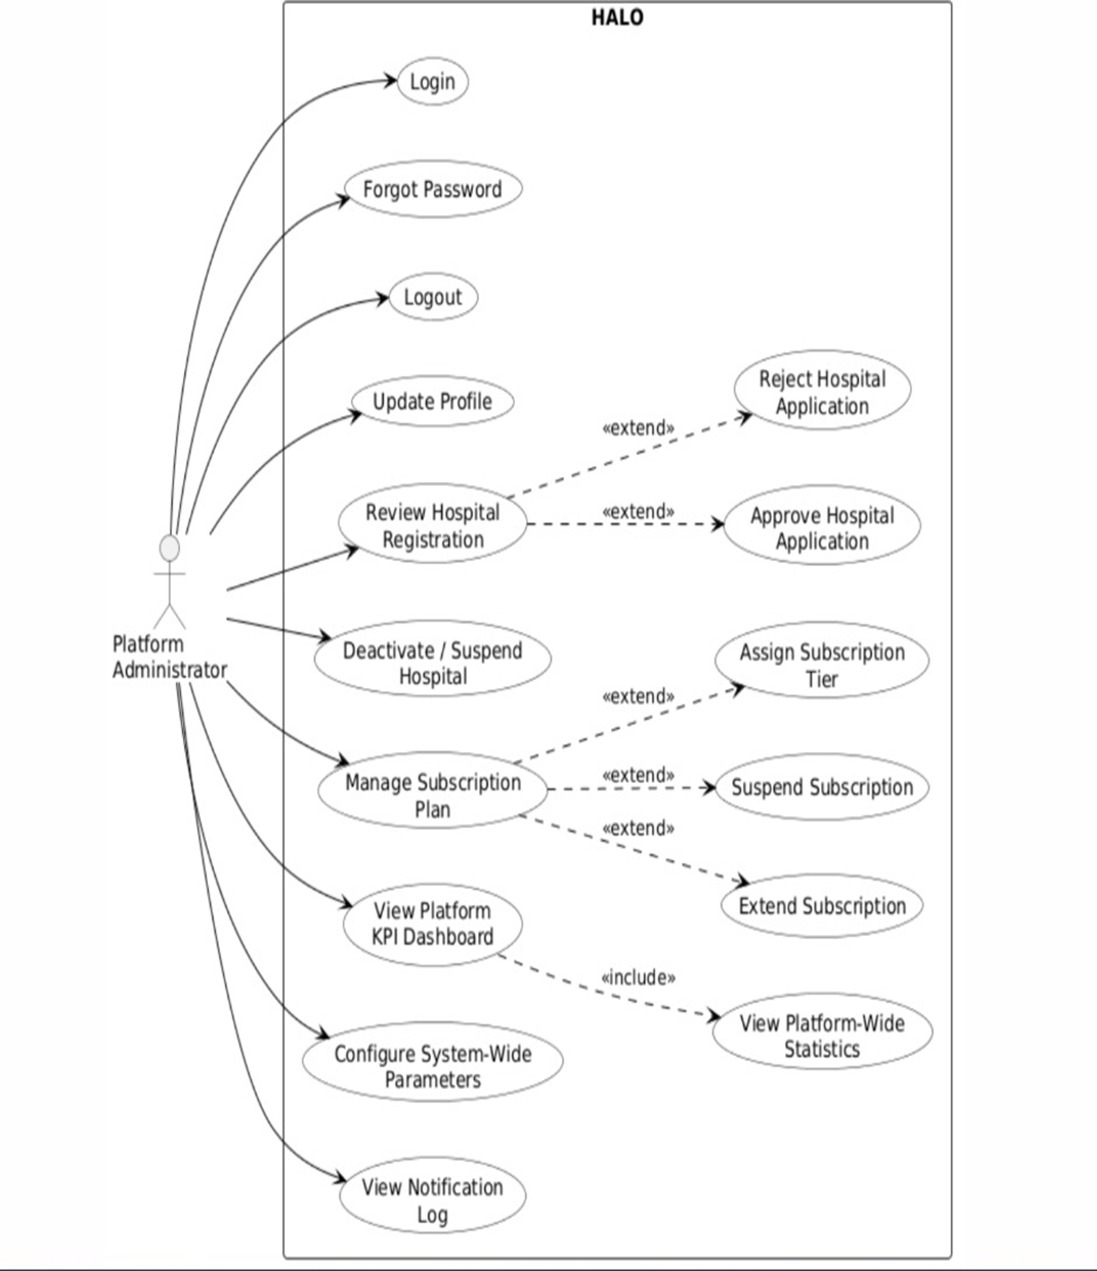 HALO
Login
Forgot Password
Logout
Update Profile
Reject Hospital
Application
«extend»
Review Hospital
Registration
«extend»
Approve Hospital
Application
Platform
Administrator
Deactivate / Suspend
Hospital
Assign Subscription
Tier
«extend»
Manage Subscription
Plan
«extend»
Suspend Subscription
«extend»
Extend Subscription
View Platform
KPI Dashboard
«include»
View Platform-Wide
Statistics
Configure System-Wide
Parameters
View Notification
Log